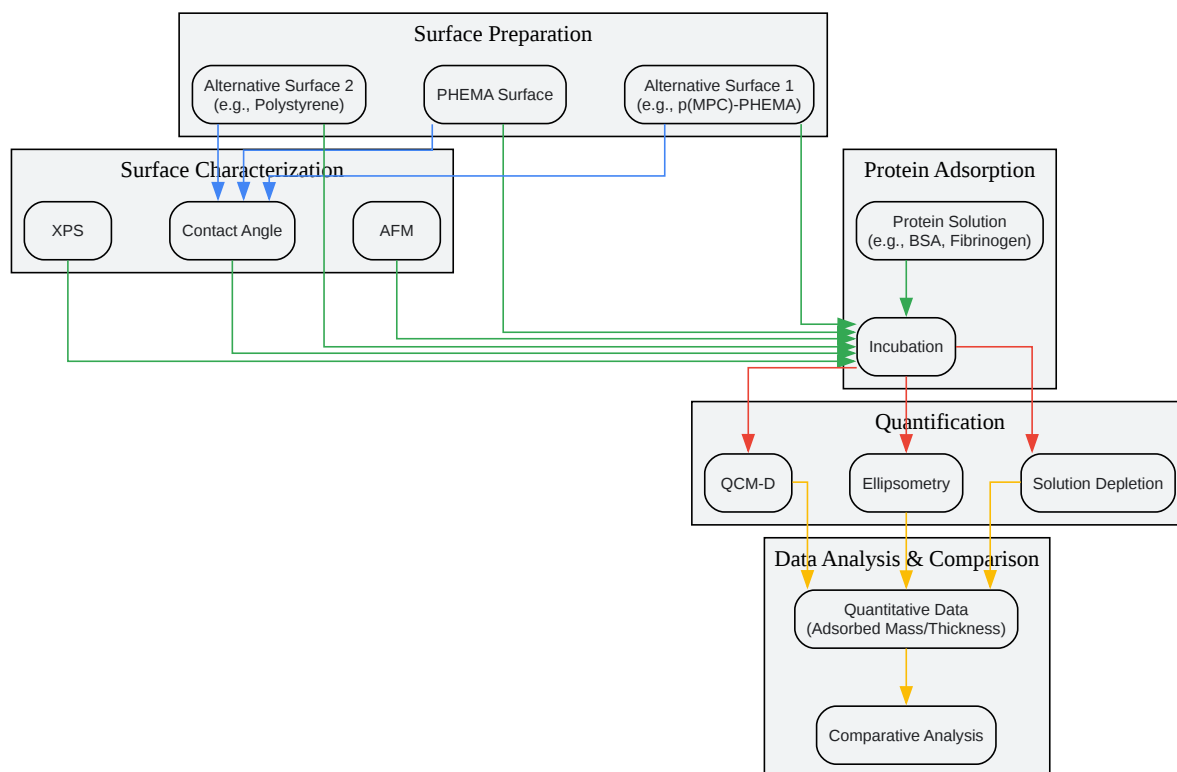 Surface Preparation
Alternative Surface 2
(e.g., Polystyrene)
PHEMA Surface
Alternative Surface 1
(e.g., p(MPC)-PHEMA)
Surface Characterization
XPS
Contact Angle
AFM
Protein Adsorption
Protein Solution
(e.g., BSA, Fibrinogen)
Incubation
Quantification
QCM-D
Ellipsometry
Solution Depletion
Data Analysis & Comparison
Quantitative Data
(Adsorbed Mass/Thickness)
Comparative Analysis